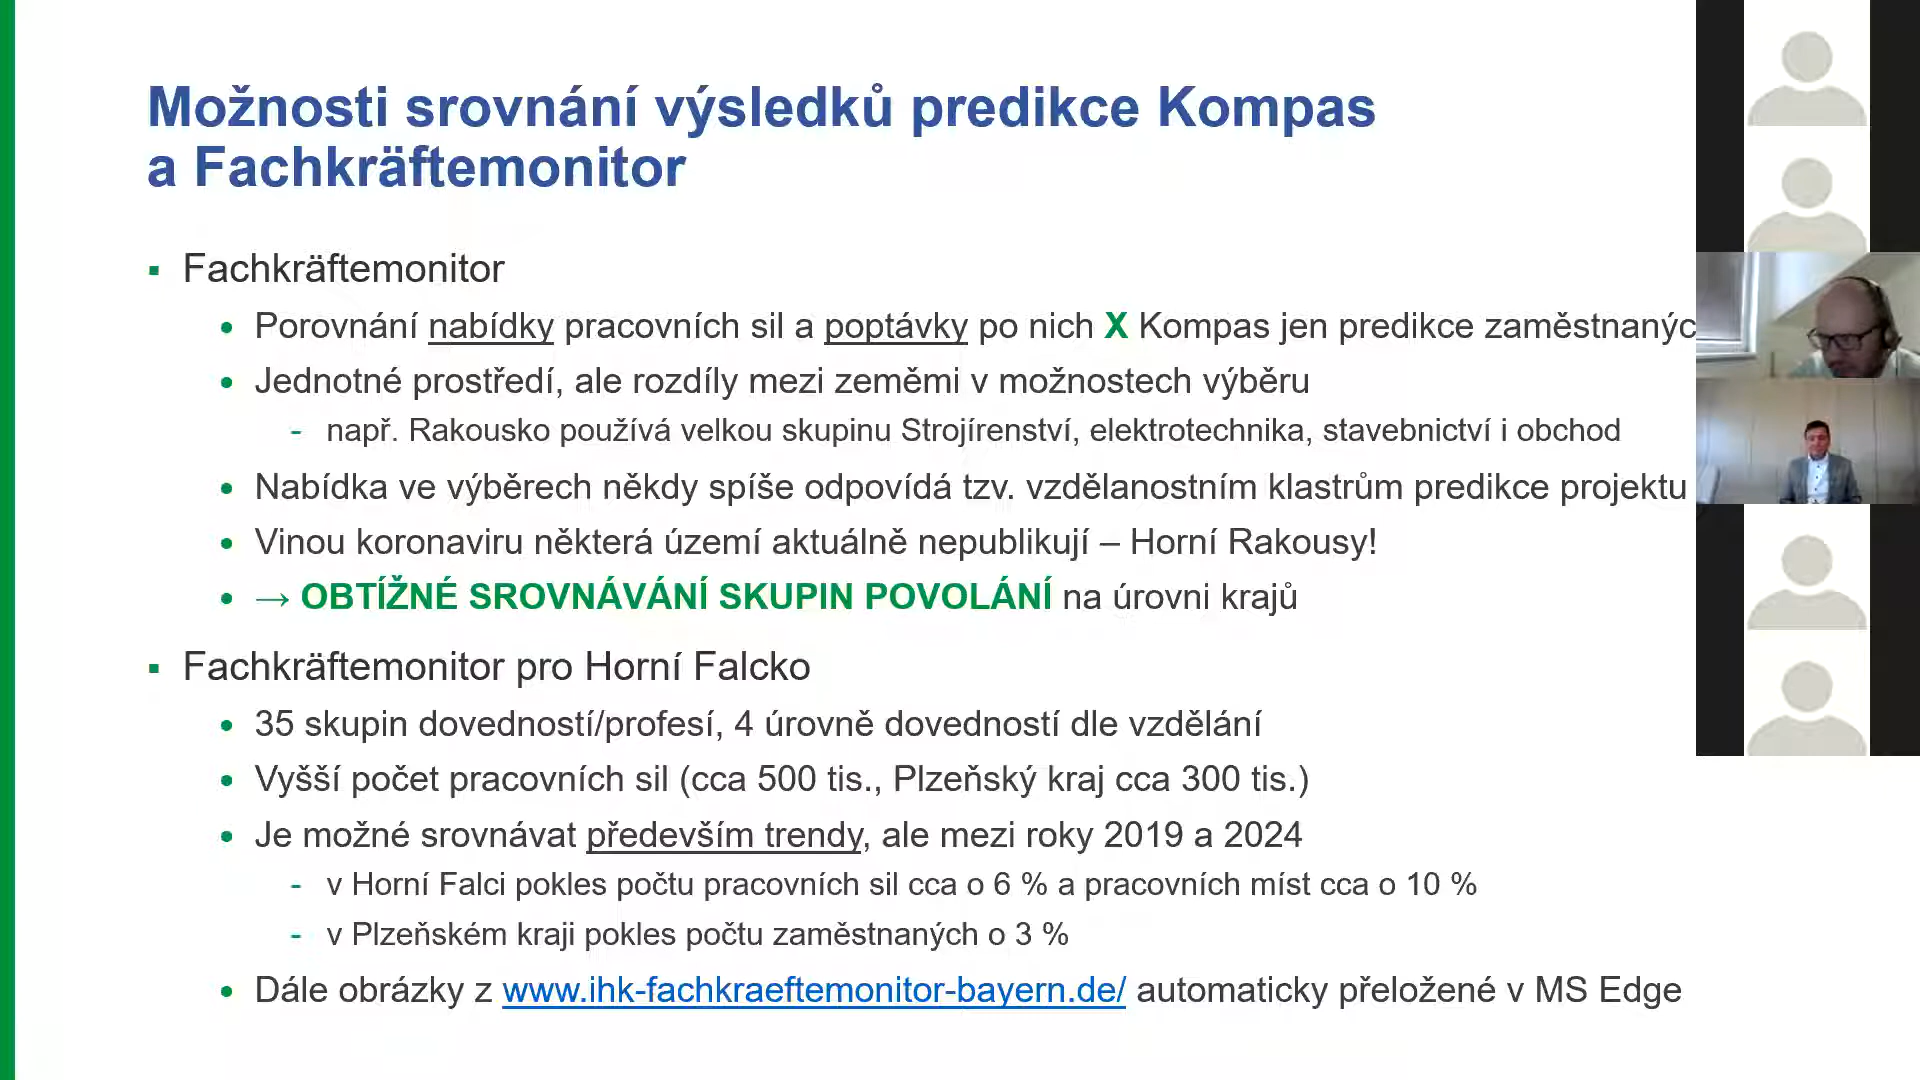 Možnosti srovnání výsledků predikce Kompas
a Fachkräftemonitor
Fachkräftemonitor
Porovnání nabídky pracovních sil a poptávky po nich X Kompas jen predikce zaměstnanýc
Jednotné prostředí, ale rozdíly mezi zeměmi v možnostech výběru
- např. Rakousko používá velkou skupinu Strojírenství, elektrotechnika, stavebnictví i obchod
Nabídka ve výběrech někdy spíše odpovídá tzv. vzdělanostním klastrům predikce projektu
Vinou koronaviru některá území aktuálně nepublikují – Horní Rakousy!
→ OBTÍŽNÉ SROVNÁVÁNÍ SKUPIN POVOLÁNÍ na úrovni krajů
Fachkräftemonitor pro Horní Falcko
35 skupin dovedností/profesí, 4 úrovně dovedností dle vzdělání
Vyšší počet pracovních sil (cca 500 tis., Plzeňský kraj cca 300 tis.)
Je možné srovnávat především trendy, ale mezi roky 2019 a 2024
- v Horní Falci pokles počtu pracovních sil cca o 6 % a pracovních míst cca o 10 %
- v Plzeňském kraji pokles počtu zaměstnaných o 3 %
Dále obrázky z www.ihk-fachkraeftemonitor-bayern.de/ automaticky přeložené v MS Edge